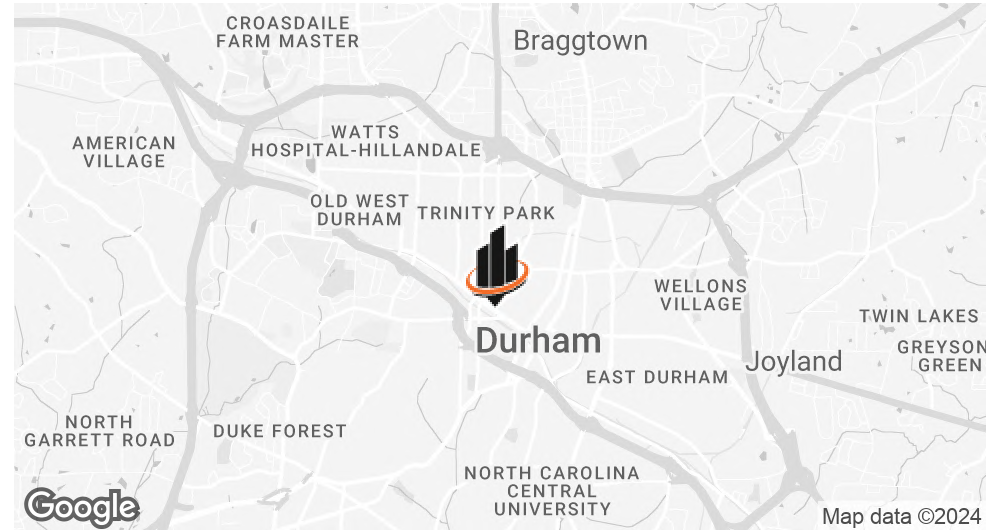 CROASDAILE
FARM MASTER
Braggtown
AMERICAN
VILLAGE
WATTS
HOSPITAL-HILLANDALE
OLD WEST
DURHAM
TRINITY PARK
WELLONS
VILLAGE
TWIN LAKES
Durham
GREYSON
GREEN
Joyland
EAST DURHAM
NORTH
GARRETT ROAD
DUKE FOREST
NORTH CAROLINA
CENTRAL
UNIVERSITY
Google
Map data ©2024